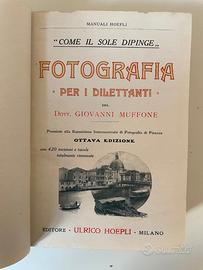 MANUALI HOEPLI
"COME IL SOLE DIPINGE„
FOTOGRAFIA
PER I DILETTANTI
DEL
DOTT. GIOVANNI MUFFONE
Premiato alla Esposizione Internazionale di Fotografia di Firenze
OTTAVA EDIZIONE
con 420 incisioni e tavole
totalmente rinnovate
EDITORE - ULRICO HOEPLI - MILANO
subito